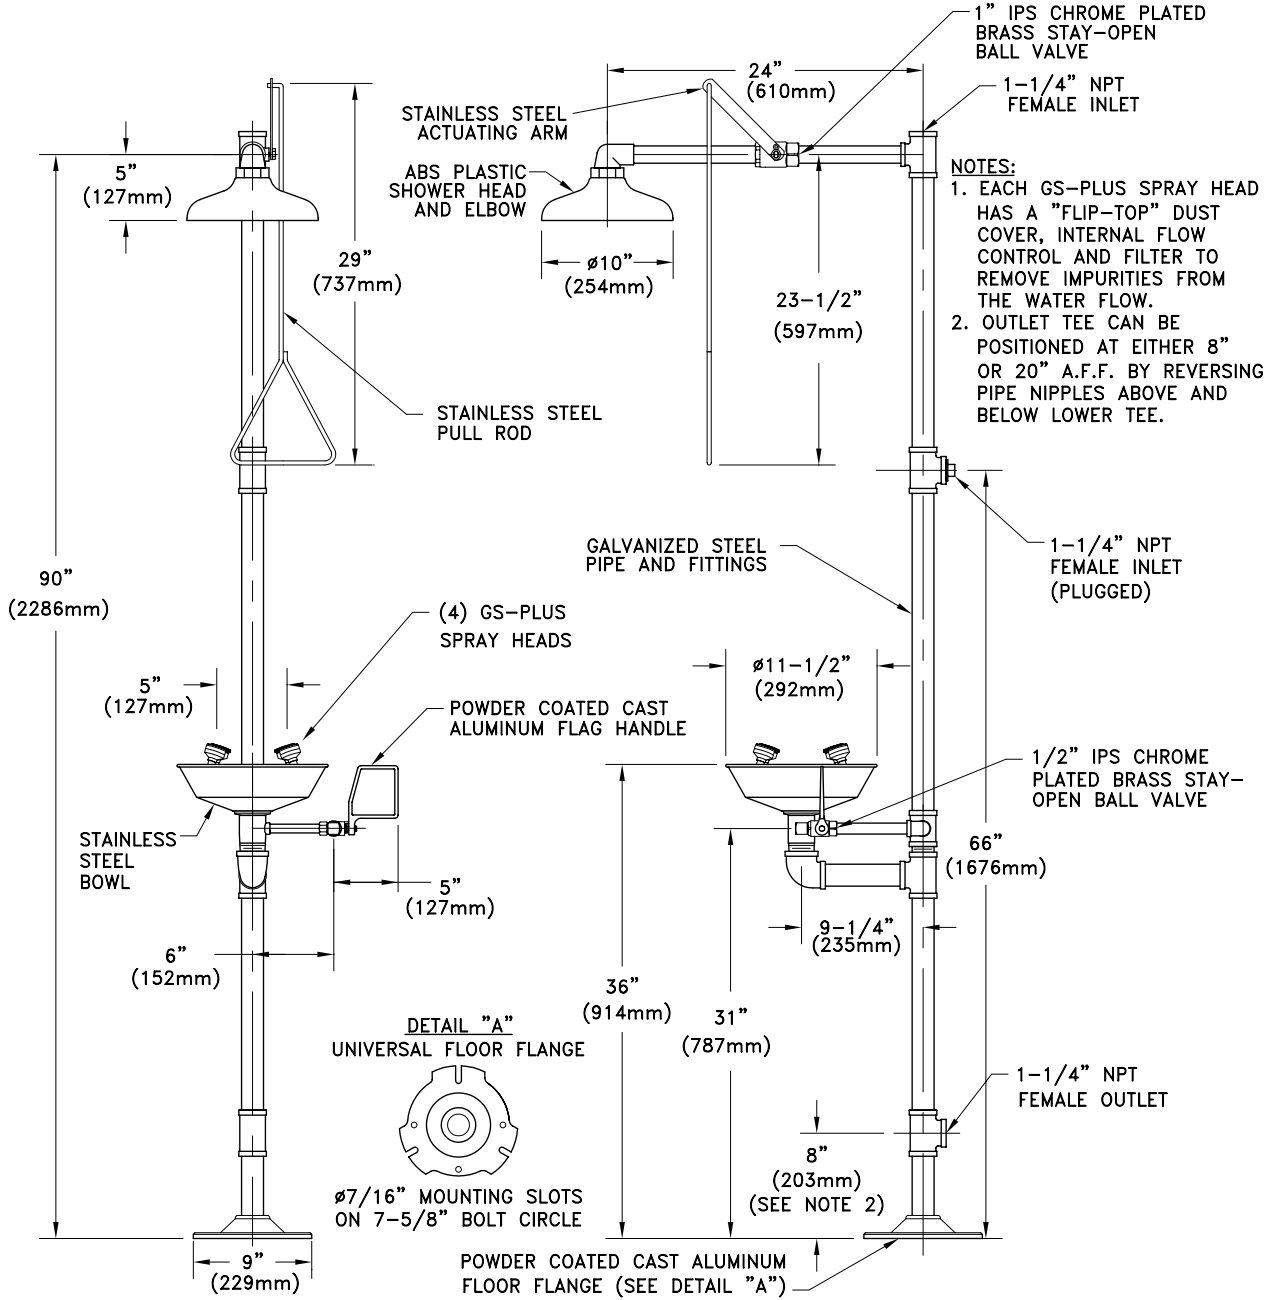 1" IPS CHROME PLATED
BRASS STAY-OPEN
BALL VALVE
24"
(610mm)
1-1/4" NPT
FEMALE INLET
STAINLESS STEEL
ACTUATING ARM
5"
(127mm)
ABS PLASTIC
SHOWER HEAD
AND ELBOW
29"
(737mm)
ø10"
(254mm)
23-1/2"
(597mm)
NOTES:
1. EACH GS-PLUS SPRAY HEAD
HAS A "FLIP-TOP" DUST
COVER, INTERNAL FLOW
CONTROL AND FILTER TO
REMOVE IMPURITIES FROM
THE WATER FLOW.
2. OUTLET TEE CAN BE
POSITIONED AT EITHER 8"
OR 20" A.F.F. BY REVERSING
PIPE NIPPLES ABOVE AND
BELOW LOWER TEE.
STAINLESS STEEL
PULL ROD
90"
(2286mm)
GALVANIZED STEEL
PIPE AND FITTINGS
1-1/4" NPT
FEMALE INLET
(PLUGGED)
(4) GS-PLUS
SPRAY HEADS
5"
(127mm)
ø11-1/2"
(292mm)
POWDER COATED CAST
ALUMINUM FLAG HANDLE
1/2" IPS CHROME
PLATED BRASS STAY-
OPEN BALL VALVE
STAINLESS
STEEL
BOWL
66"
(1676mm)
5"
(127mm)
9-1/4"
(235mm)
6"
(152mm)
36"
(914mm)
31"
(787mm)
DETAIL "A"
UNIVERSAL FLOOR FLANGE
1-1/4" NPT
FEMALE OUTLET
8"
(203mm)
(SEE NOTE 2)
ø7/16" MOUNTING SLOTS
ON 7-5/8" BOLT CIRCLE
9"
(229mm)
POWDER COATED CAST ALUMINUM
FLOOR FLANGE (SEE DETAIL "A")